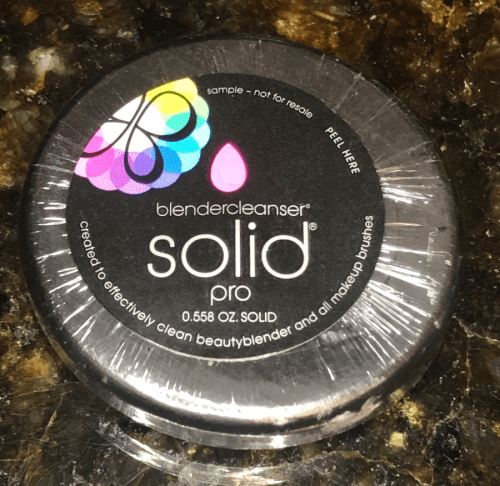 sample - not for resale
PEEL HERE
blendercleanser®
solid®
pro
0.558 OZ. SOLID
created to effectively clean beautyblender and all makeup brushes